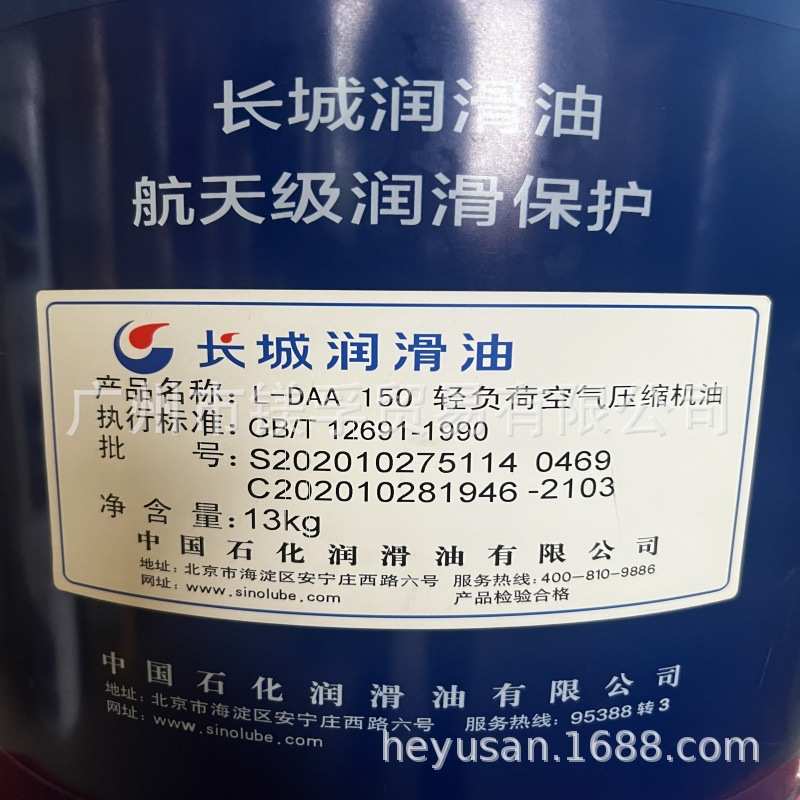 长城润滑油
航天级润滑保护
长城润滑油
产品名称：L-DAA 150 轻负荷空气压缩机油
执行标准：GB/T 12691-1990
批 号：S202010275114 0469
C202010281946 -2103
净 含 量：13kg
中国石化润滑油有限公司
地址：北京市海淀区安宁庄西路六号 服务热线：400-810-9886
网址：www.sinolube.com 产品检验合格
中国石化润滑油有限公司
地址：北京市海淀区安宁庄西路六号 服务热线：95388 转 3
网址：www.sinolube.com
heyusan.1688.com